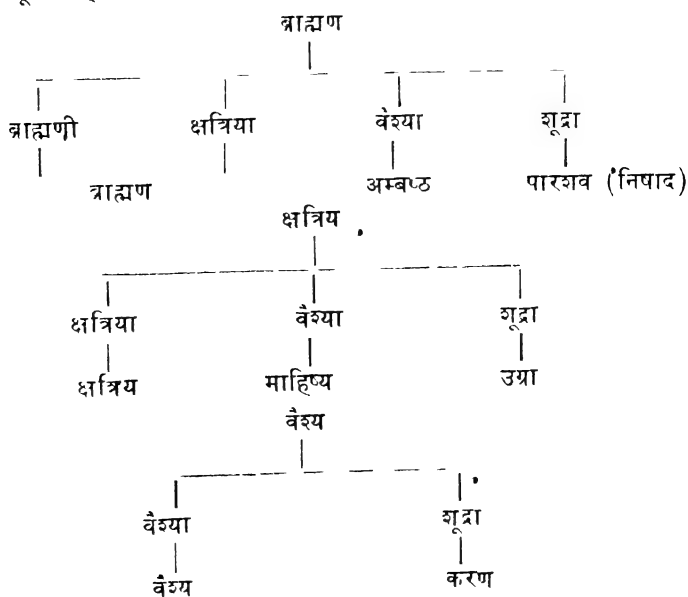 ब्राह्मण
ब्राह्मणी क्षत्रिया वैश्या शूद्रा
ब्राह्मण अम्बष्ठ पारशव (निषाद)
क्षत्रिय
क्षत्रिया वैश्या शूद्रा
क्षत्रिय माहिष्य उग्रा
वैश्य
वैश्या शूद्रा
वैश्य करण